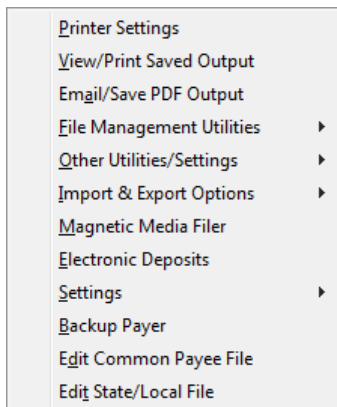 Printer Settings
View/Print Saved Output
Email/Save PDF Output
File Management Utilities
Other Utilities/Settings
Import & Export Options
Magnetic Media Filer
Electronic Deposits
Settings
Backup Payer
Edit Common Payee File
Edit State/Local File